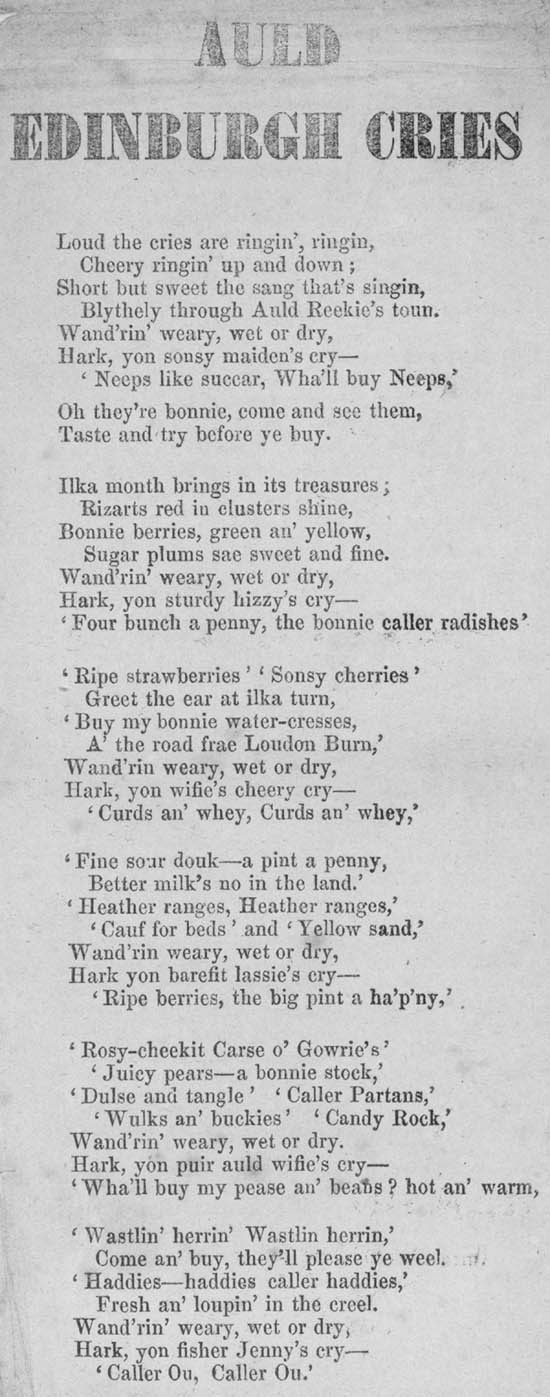 AULD
EDINBURGH CRIES
Loud the cries are ringin', ringin,
Cheery ringin' up and down ;
Short but sweet the sang that's singin,
Blythely through Auld Reekie's toun.
Wand'rin' weary, wet or dry,
Hark, yon sonsy maiden's cry—
‘ Neeps like succar, Wha'll buy Neeps,’
Oh they're bonnie, come and see them,
Taste and try before ye buy.
Ilka month brings in its treasures ;
Rizarts red in clusters shine,
Bonnie berries, green an' yellow,
Sugar plums sae sweet and fine.
Wand'rin' weary, wet or dry,
Hark, yon sturdy hizzy's cry—
‘ Four bunch a penny, the bonnie caller radishes’
‘ Ripe strawberries ’ ‘ Sonsy cherries ’
Greet the ear at ilka turn,
‘ Buy my bonnie water-cresses,
A' the road frae Loudon Burn,’
Wand'rin weary, wet or dry,
Hark, yon wifie's cheery cry—
‘ Curds an' whey, Curds an' whey,’
‘ Fine sour douk—a pint a penny,
Better milk's no in the land.’
‘ Heather ranges, Heather ranges,’
‘ Cauf for beds ’ and ‘ Yellow sand,’
Wand'rin weary, wet or dry,
Hark yon barefit lassie's cry—
‘ Ripe berries, the big pint a ha'p'ny,’
‘ Rosy-cheekit Carse o' Gowrie's ’
‘ Juicy pears—a bonnie stock,’
‘ Dulse and tangle ’ ‘ Caller Partans,’
‘ Wulks an' buckies ’ ‘ Candy Rock,’
Wand'rin' weary, wet or dry.
Hark, yon puir auld wifie's cry—
‘ Wha'll buy my pease an' beans ? hot an' warm,
‘ Wastlin' herrin' Wastlin herrin,’
Come an' buy, they'll please ye weel.
‘ Haddies—haddies caller haddies,’
Fresh an' loupin' in the creel.
Wand'rin' weary, wet or dry,
Hark, yon fisher Jenny's cry—
‘ Caller Ou, Caller Ou.’